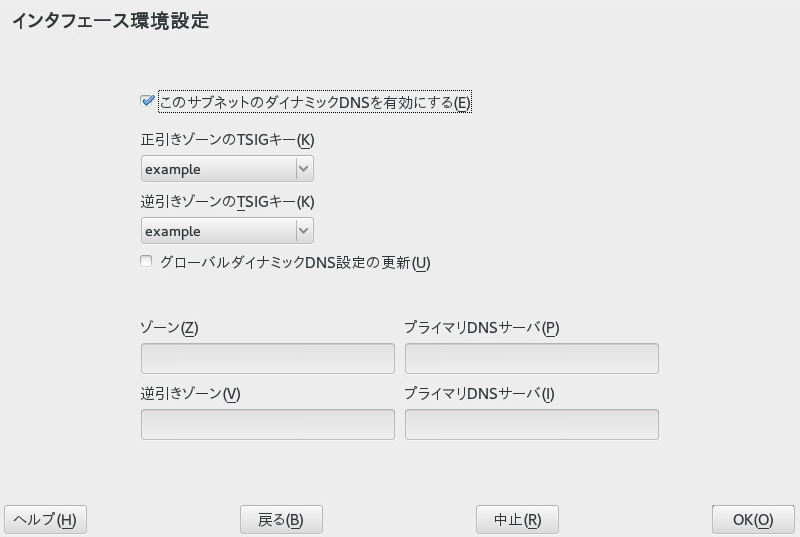 インタフェース環境設定
このサブネットのダイナミックDNSを有効にする(E)
正引きゾーンのTSIGキー(K)
example
逆引きゾーンのTSIGキー(K)
example
グローバルダイナミックDNS設定の更新(U)
ゾーン(Z) プライマリDNSサーバ(P)
逆引きゾーン(V) プライマリDNSサーバ(I)
ヘルプ(H) 戻る(B) 中止(R) OK(O)